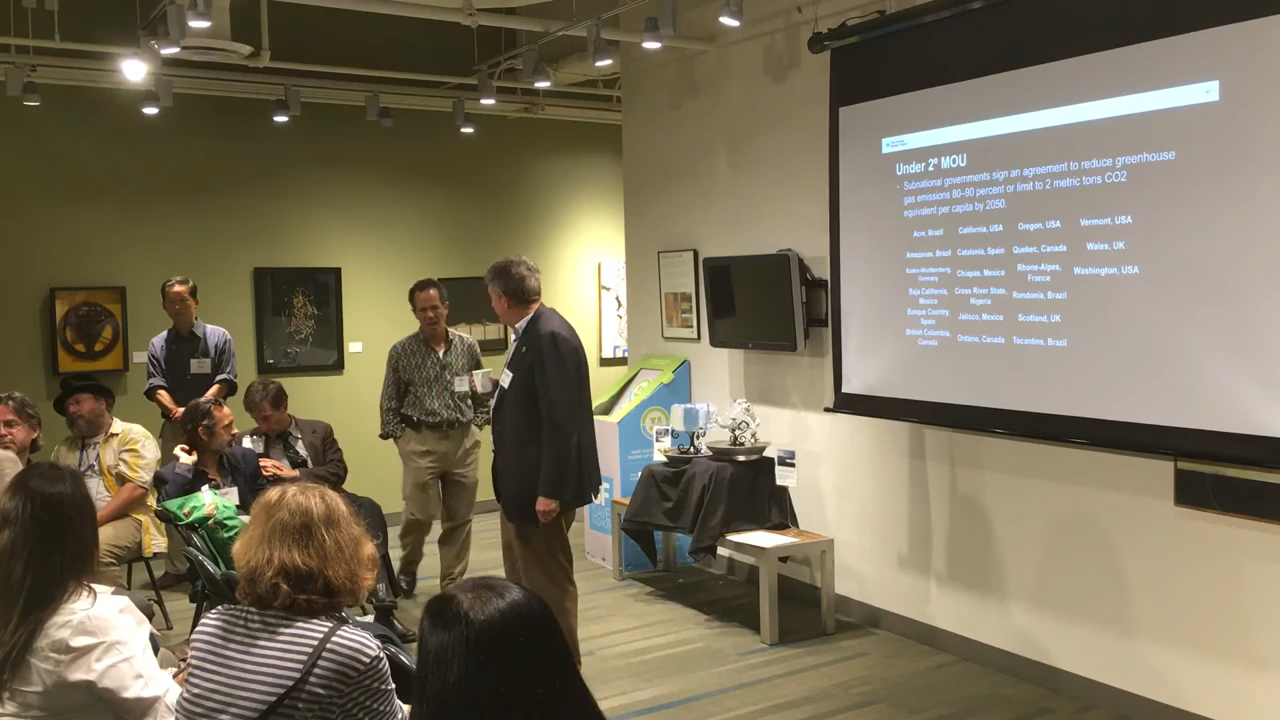 Under 2º MOU
- Subnational governments sign an agreement to reduce greenhouse
gas emissions 80–90 percent or limit to 2 metric tons CO2
equivalent per capita by 2050.
Acre, Brazil California, USA Oregon, USA Vermont, USA
Amazonas, Brazil Catalonia, Spain Quebec, Canada Wales, UK
Baden-Wurttemberg, Germany Chiapas, Mexico Rhone-Alpes, France Washington, USA
Baja California, Mexico Cross River State, Nigeria Rondonia, Brazil
Basque Country, Spain Jalisco, Mexico Scotland, UK
British Columbia, Canada Ontario, Canada Tocantins, Brazil
SF